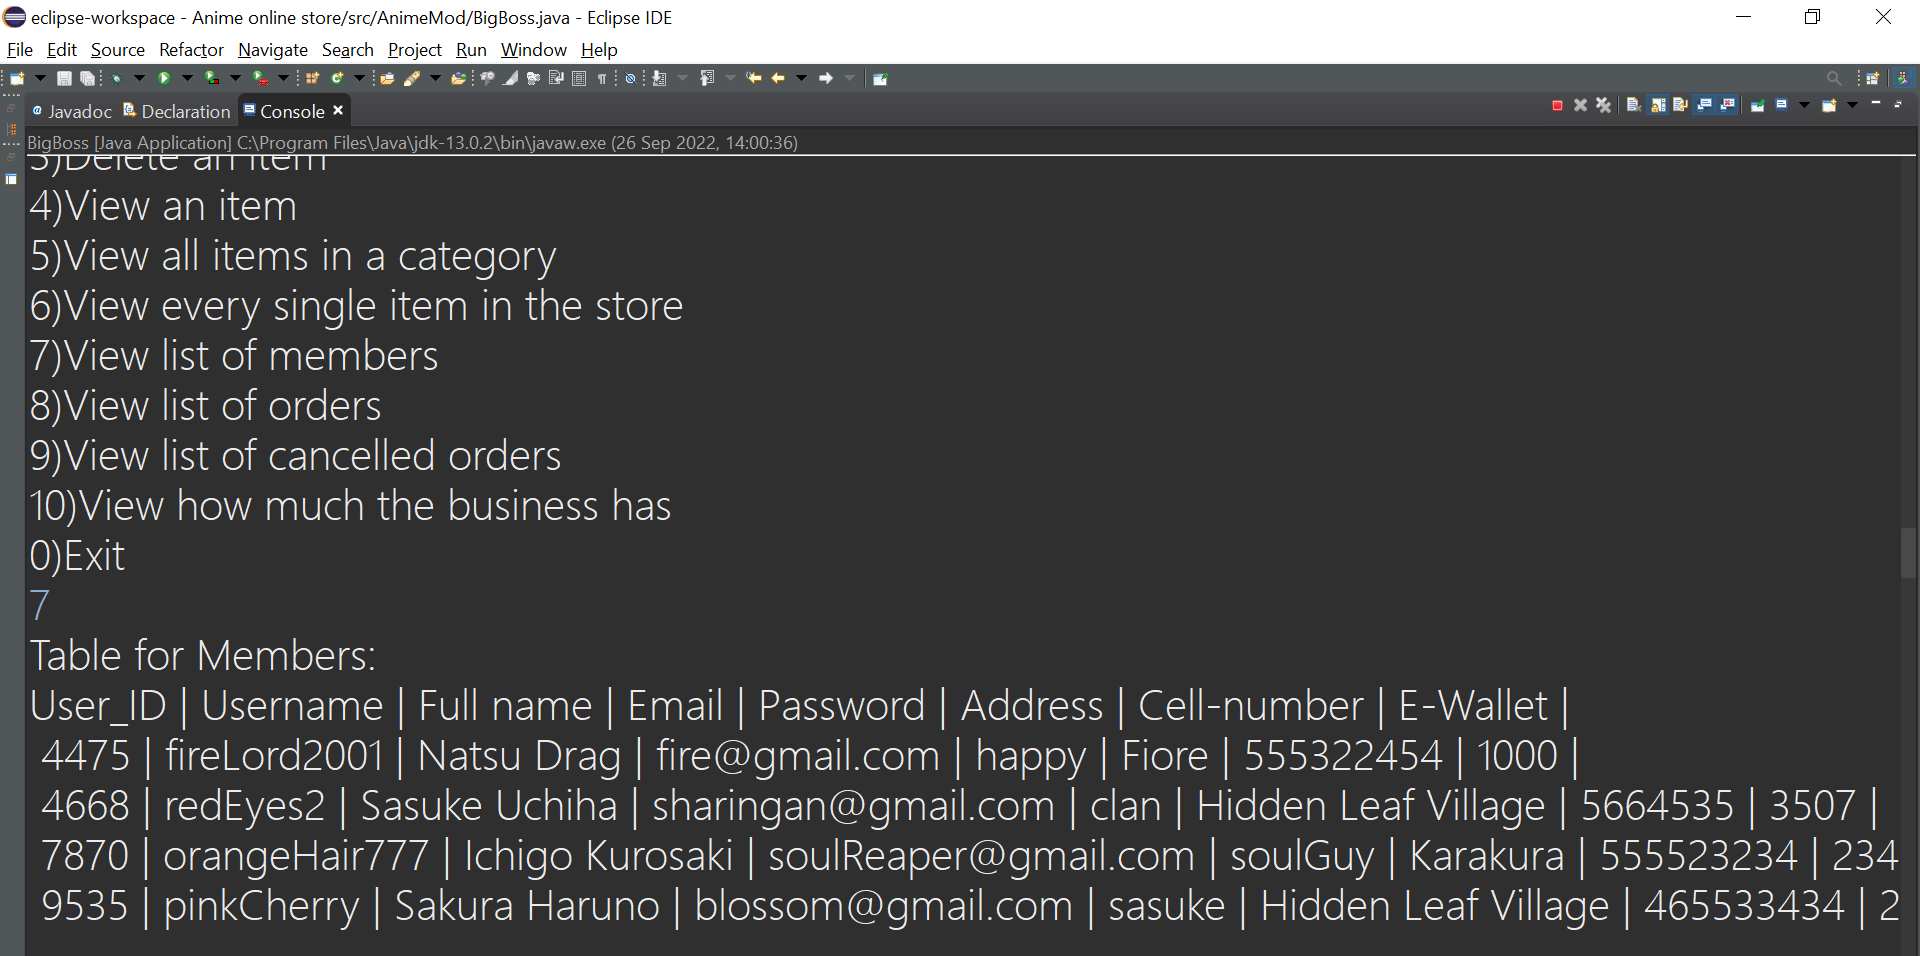 eclipse-workspace - Anime online store/src/AnimeMod/BigBoss.java - Eclipse IDE
File Edit Source Refactor Navigate Search Project Run Window Help
Javadoc Declaration Console
BigBoss [Java Application] C:\Program Files\Java\jdk-13.0.2\bin\javaw.exe (26 Sep 2022, 14:00:36)
3)Delete an item
4)View an item
5)View all items in a category
6)View every single item in the store
7)View list of members
8)View list of orders
9)View list of cancelled orders
10)View how much the business has
0)Exit
7
Table for Members:
User_ID | Username | Full name | Email | Password | Address | Cell-number | E-Wallet |
4475 | fireLord2001 | Natsu Drag | fire@gmail.com | happy | Fiore | 555322454 | 1000 |
4668 | redEyes2 | Sasuke Uchiha | sharingan@gmail.com | clan | Hidden Leaf Village | 5664535 | 3507 |
7870 | orangeHair777 | Ichigo Kurosaki | soulReaper@gmail.com | soulGuy | Karakura | 555523234 | 234
9535 | pinkCherry | Sakura Haruno | blossom@gmail.com | sasuke | Hidden Leaf Village | 465533434 | 2